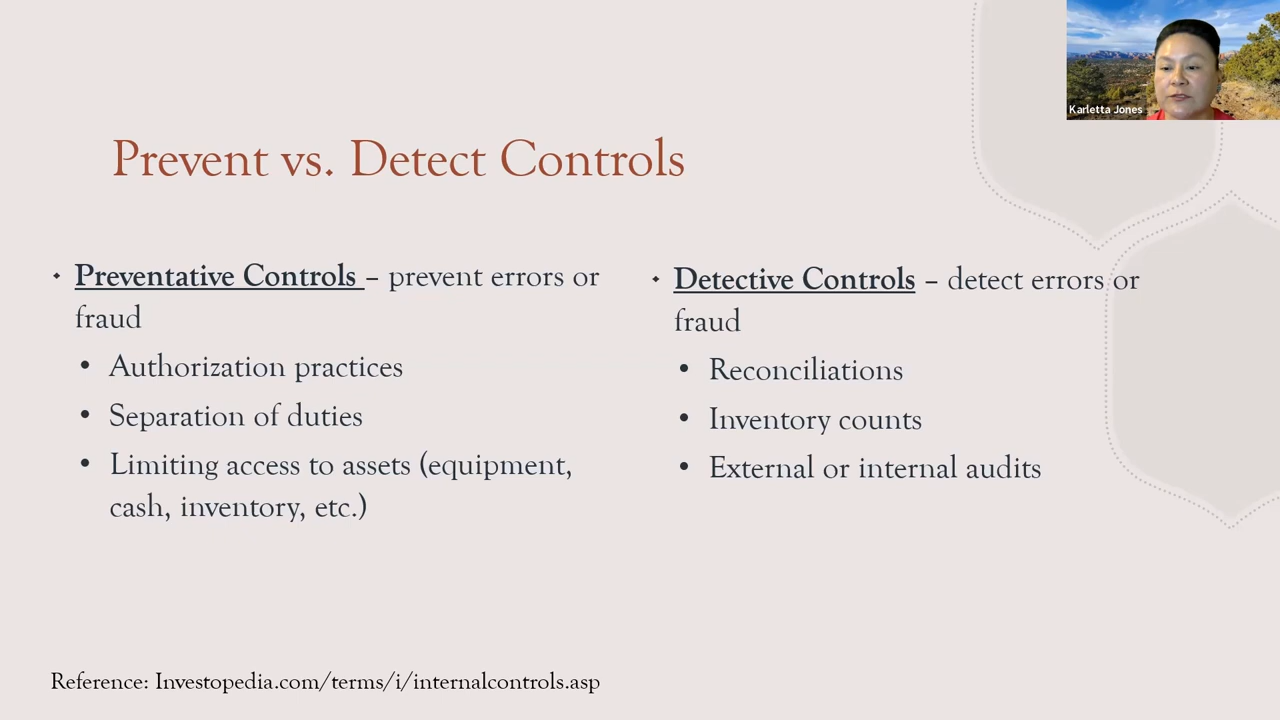 Karletta Jones
Prevent vs. Detect Controls
Preventative Controls – prevent errors or
fraud
• Authorization practices
• Separation of duties
• Limiting access to assets (equipment,
cash, inventory, etc.)
Detective Controls – detect errors or
fraud
• Reconciliations
• Inventory counts
• External or internal audits
Reference: Investopedia.com/terms/i/internalcontrols.asp